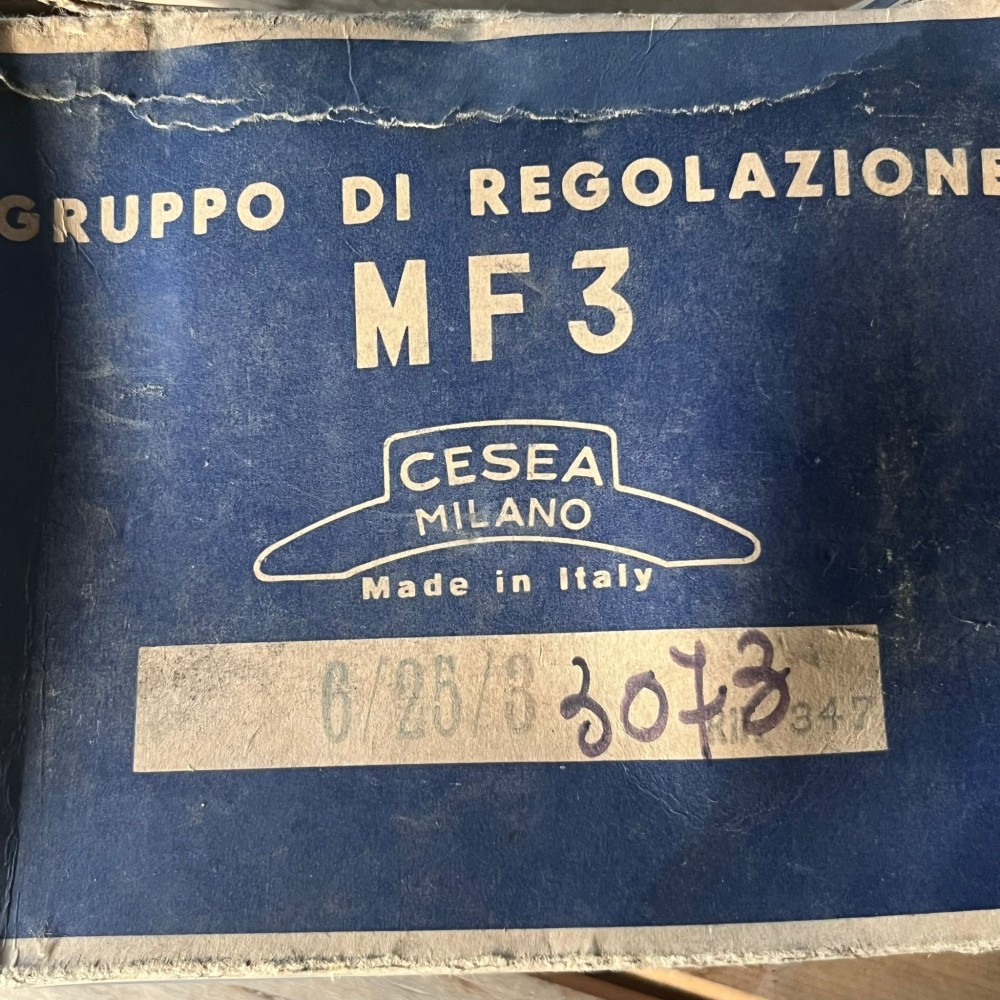 GRUPPO DI REGOLAZIONE
MF3
CESEA
MILANO
Made in Italy
6/25/3 3073 347